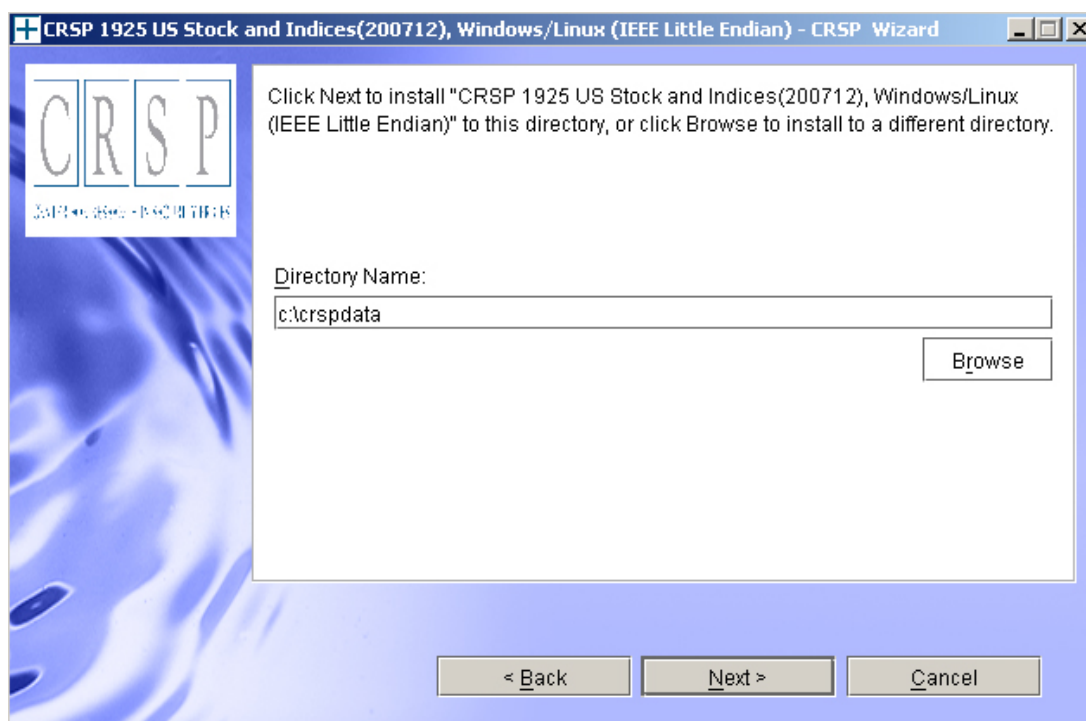 CRSP 1925 US Stock and Indices(200712), Windows/Linux (IEEE Little Endian) - CRSP Wizard
CRSP
Click Next to install "CRSP 1925 US Stock and Indices(200712), Windows/Linux
(IEEE Little Endian)" to this directory, or click Browse to install to a different directory.
Directory Name:
c:\crspdata
Browse
< Back
Next >
Cancel